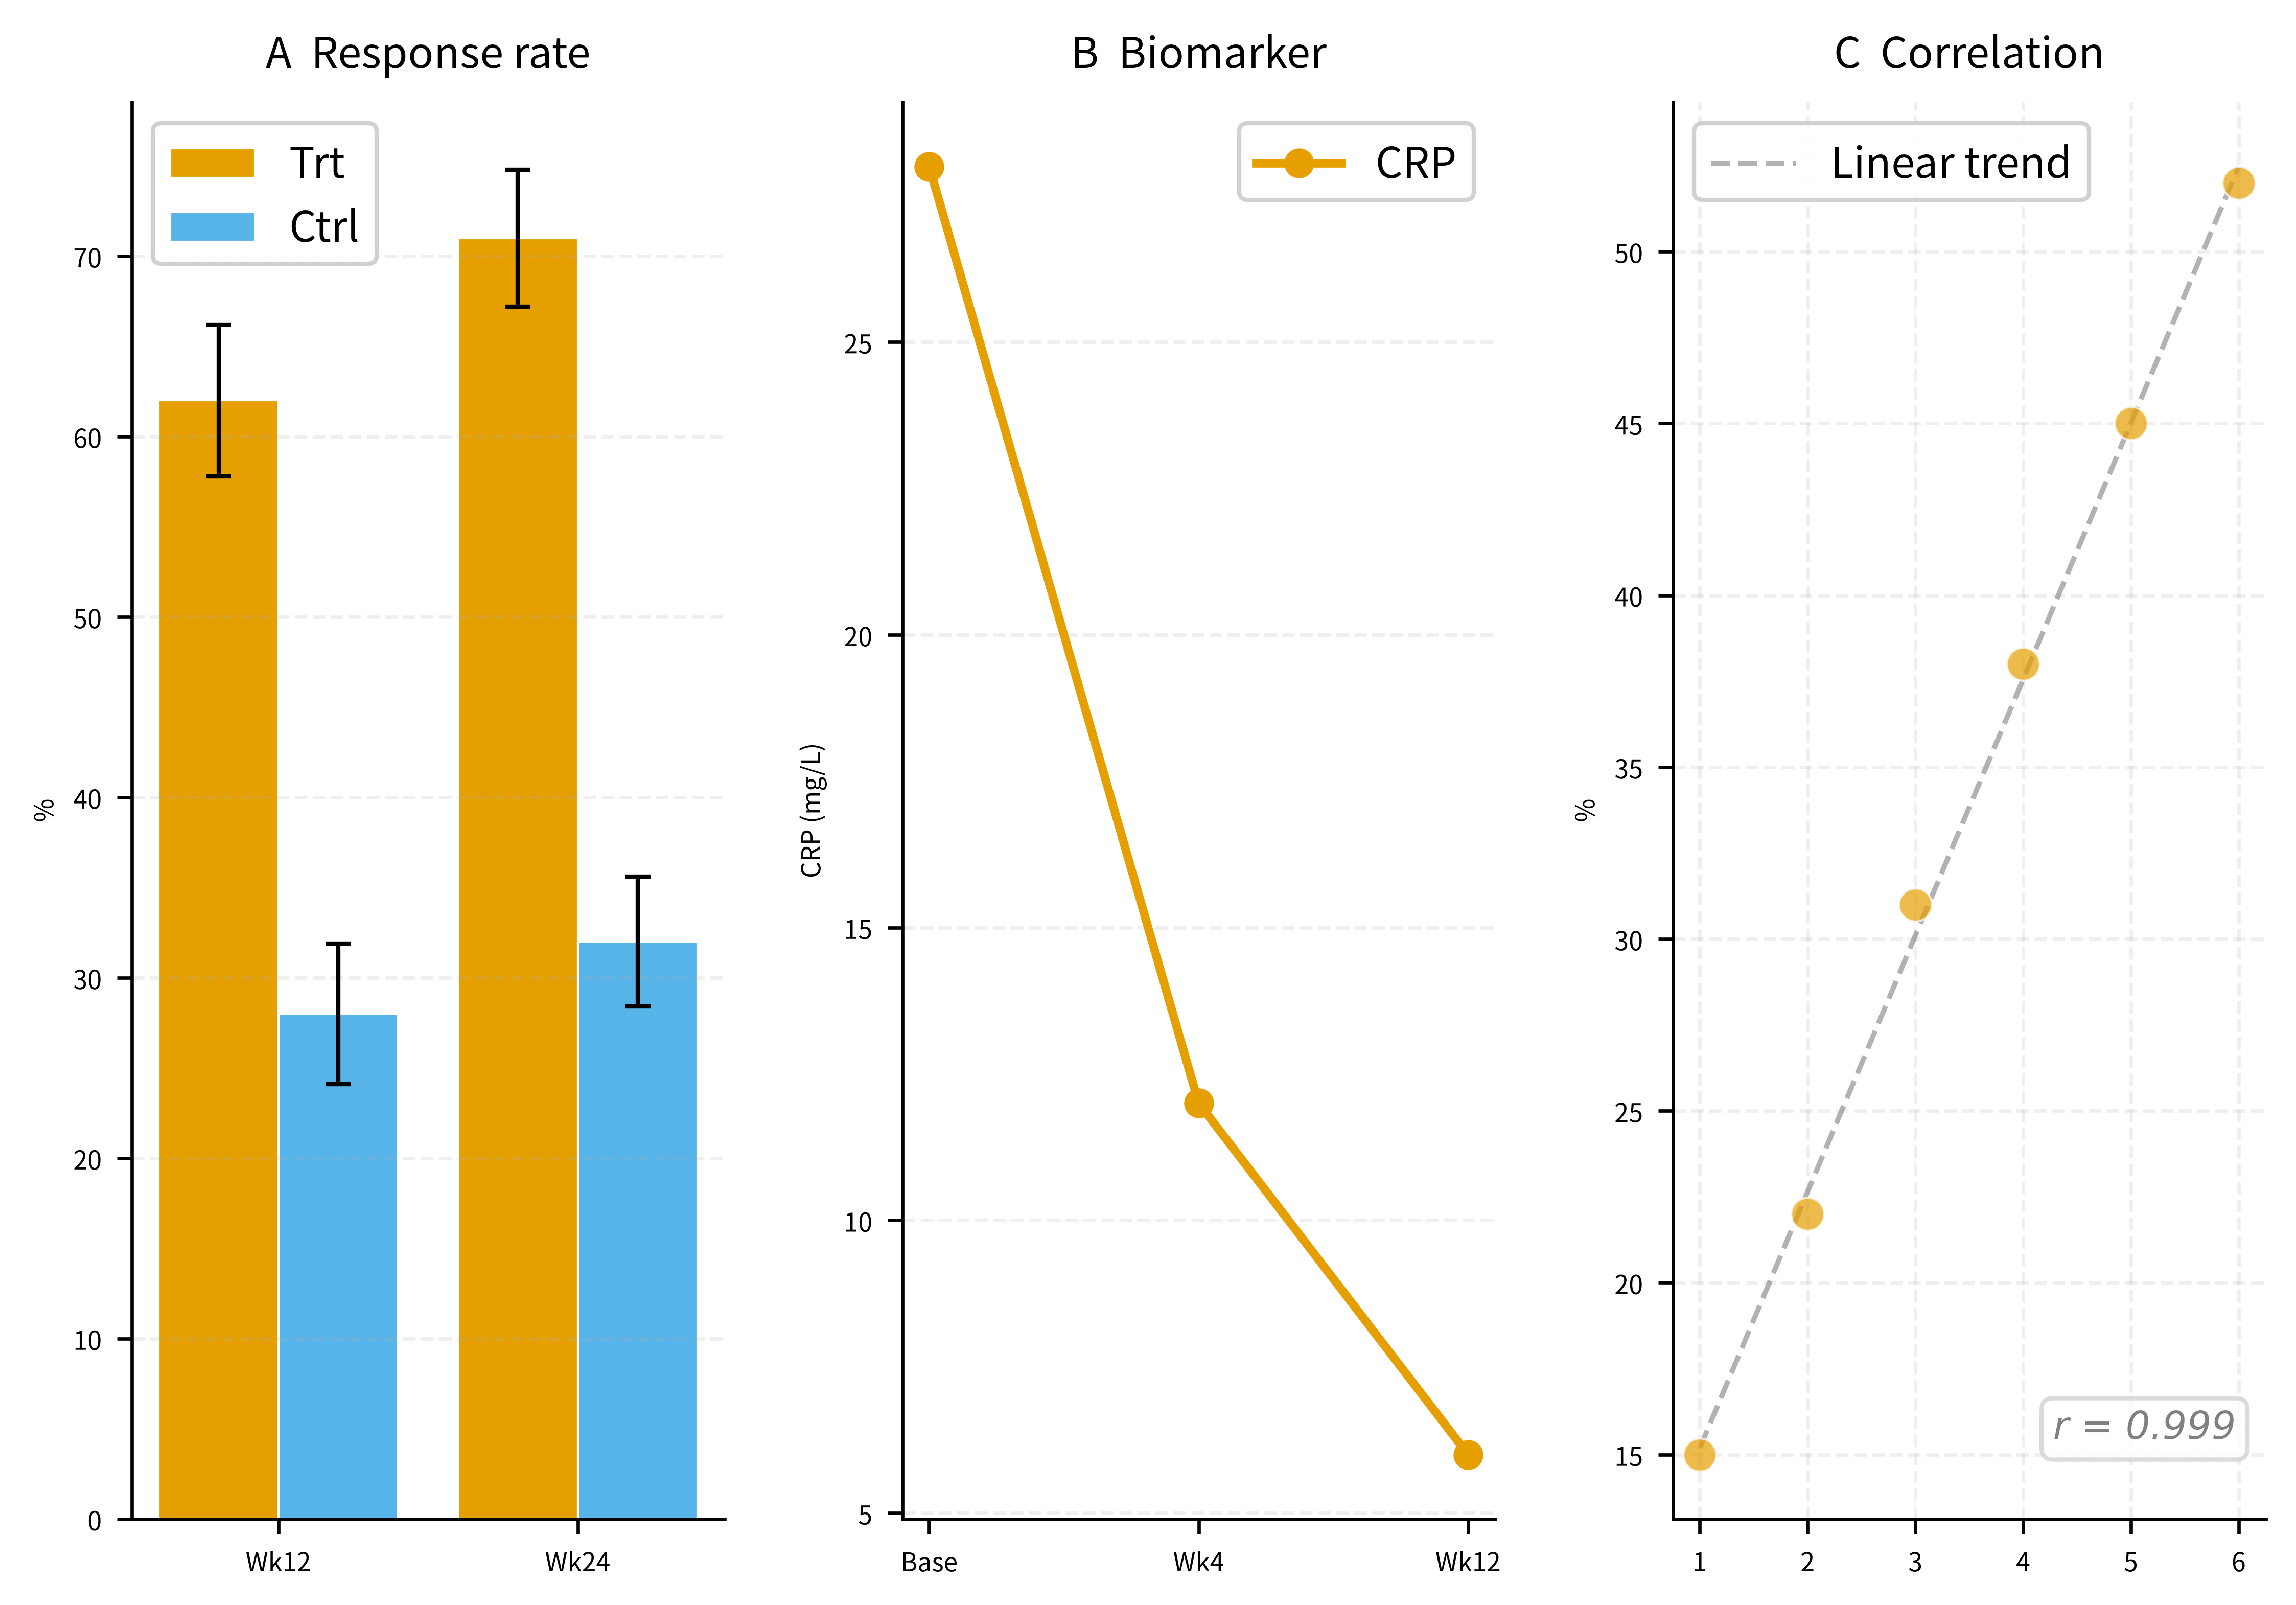 A Response rate
Trt
Ctrl
70
60
50
40
30
20
10
0
%
Wk12 Wk24
B Biomarker
CRP
25
20
15
10
5
CRP (mg/L)
Base Wk4 Wk12
C Correlation
Linear trend
50
45
40
35
30
25
20
15
%
r = 0.999
1 2 3 4 5 6